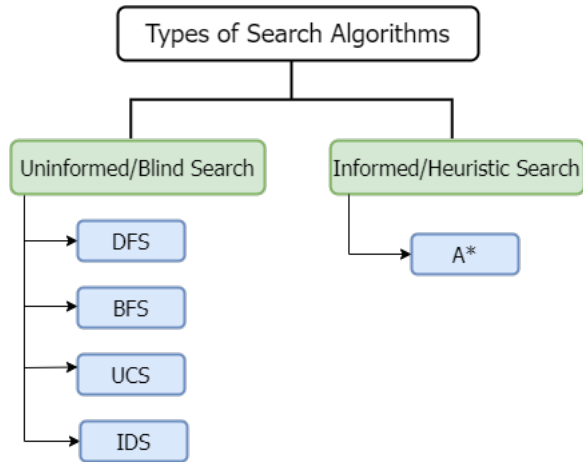 Types of Search Algorithms
Uninformed/Blind Search
Informed/Heuristic Search
DFS
A*
BFS
UCS
IDS